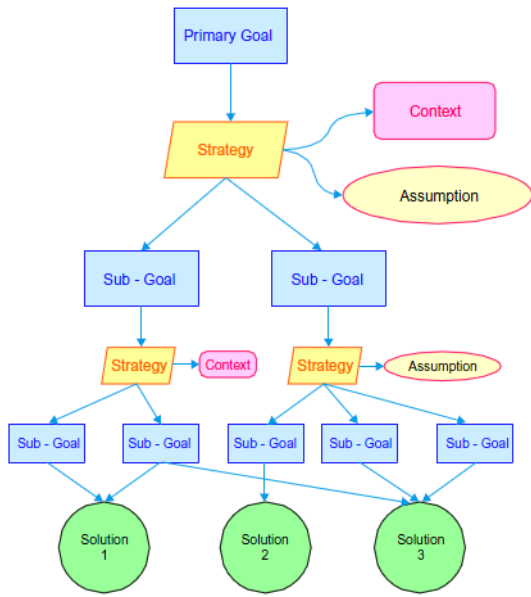 Primary Goal
Context
Strategy
Assumption
Sub - Goal
Sub - Goal
Strategy
Context
Strategy
Assumption
Sub - Goal
Sub - Goal
Sub - Goal
Sub - Goal
Sub - Goal
Solution
1
Solution
2
Solution
3